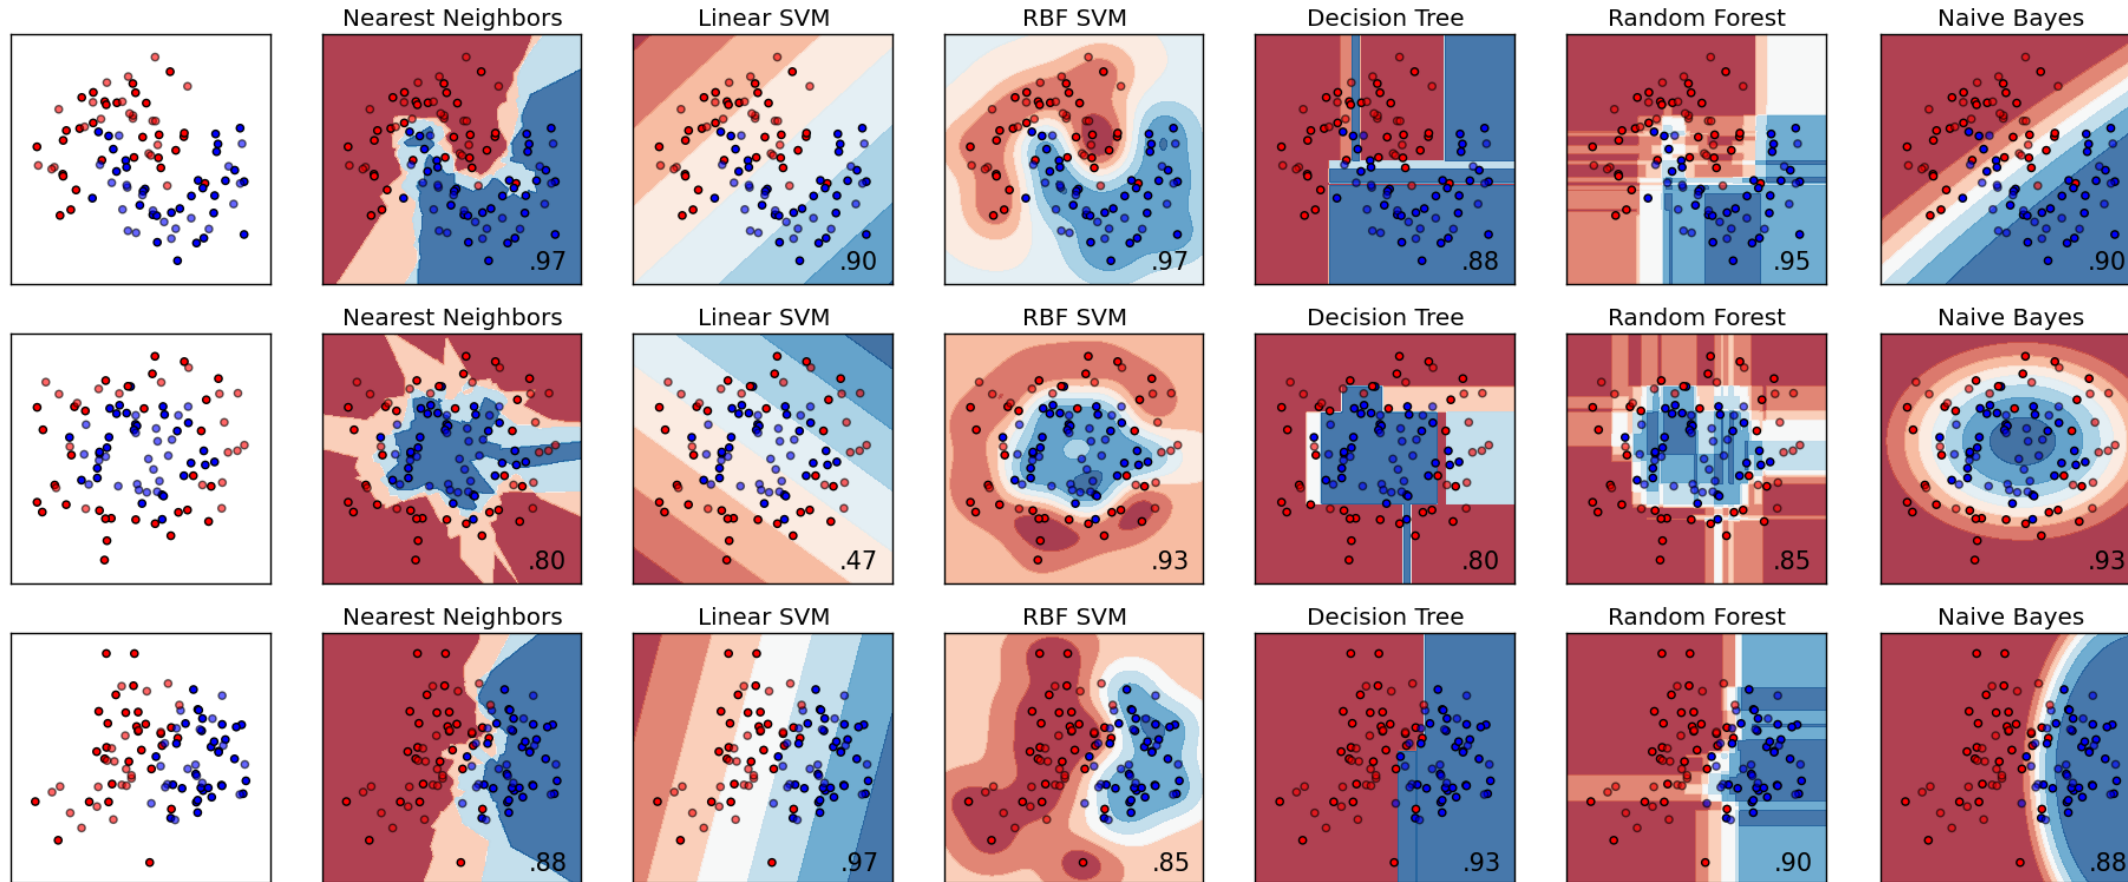 Nearest Neighbors Linear SVM RBF SVM Decision Tree Random Forest Naive Bayes
.97 .90 .97 .88 .95 .90
Nearest Neighbors Linear SVM RBF SVM Decision Tree Random Forest Naive Bayes
.80 .47 .93 .80 .85 .93
Nearest Neighbors Linear SVM RBF SVM Decision Tree Random Forest Naive Bayes
.88 .97 .85 .93 .90 .88